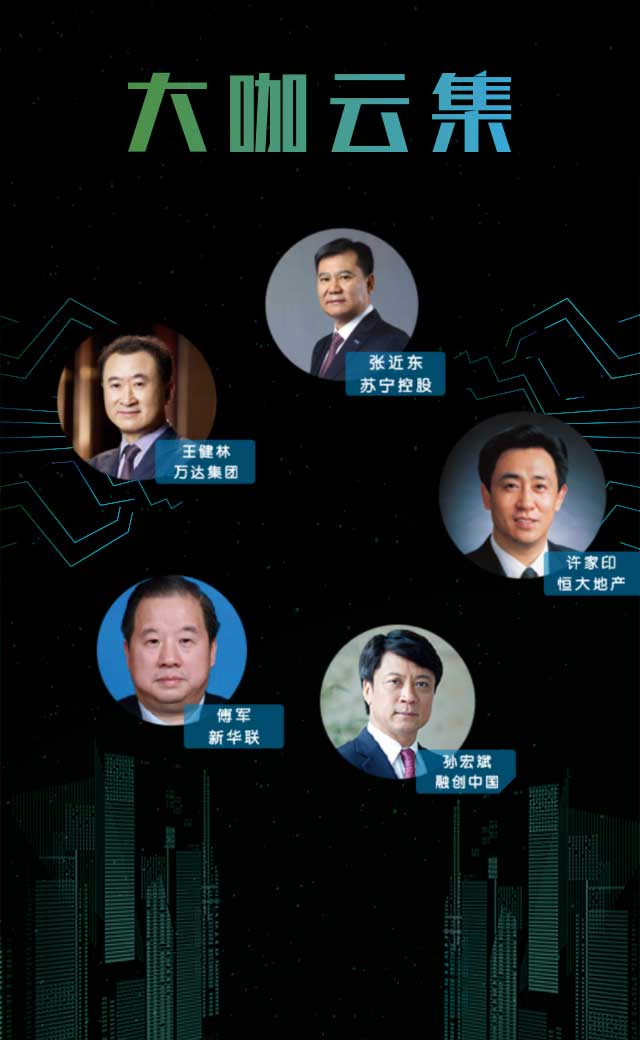 大咖云集
张近东
苏宁控股
王健林
万达集团
许家印
恒大地产
傅军
新华联
孙宏斌
融创中国